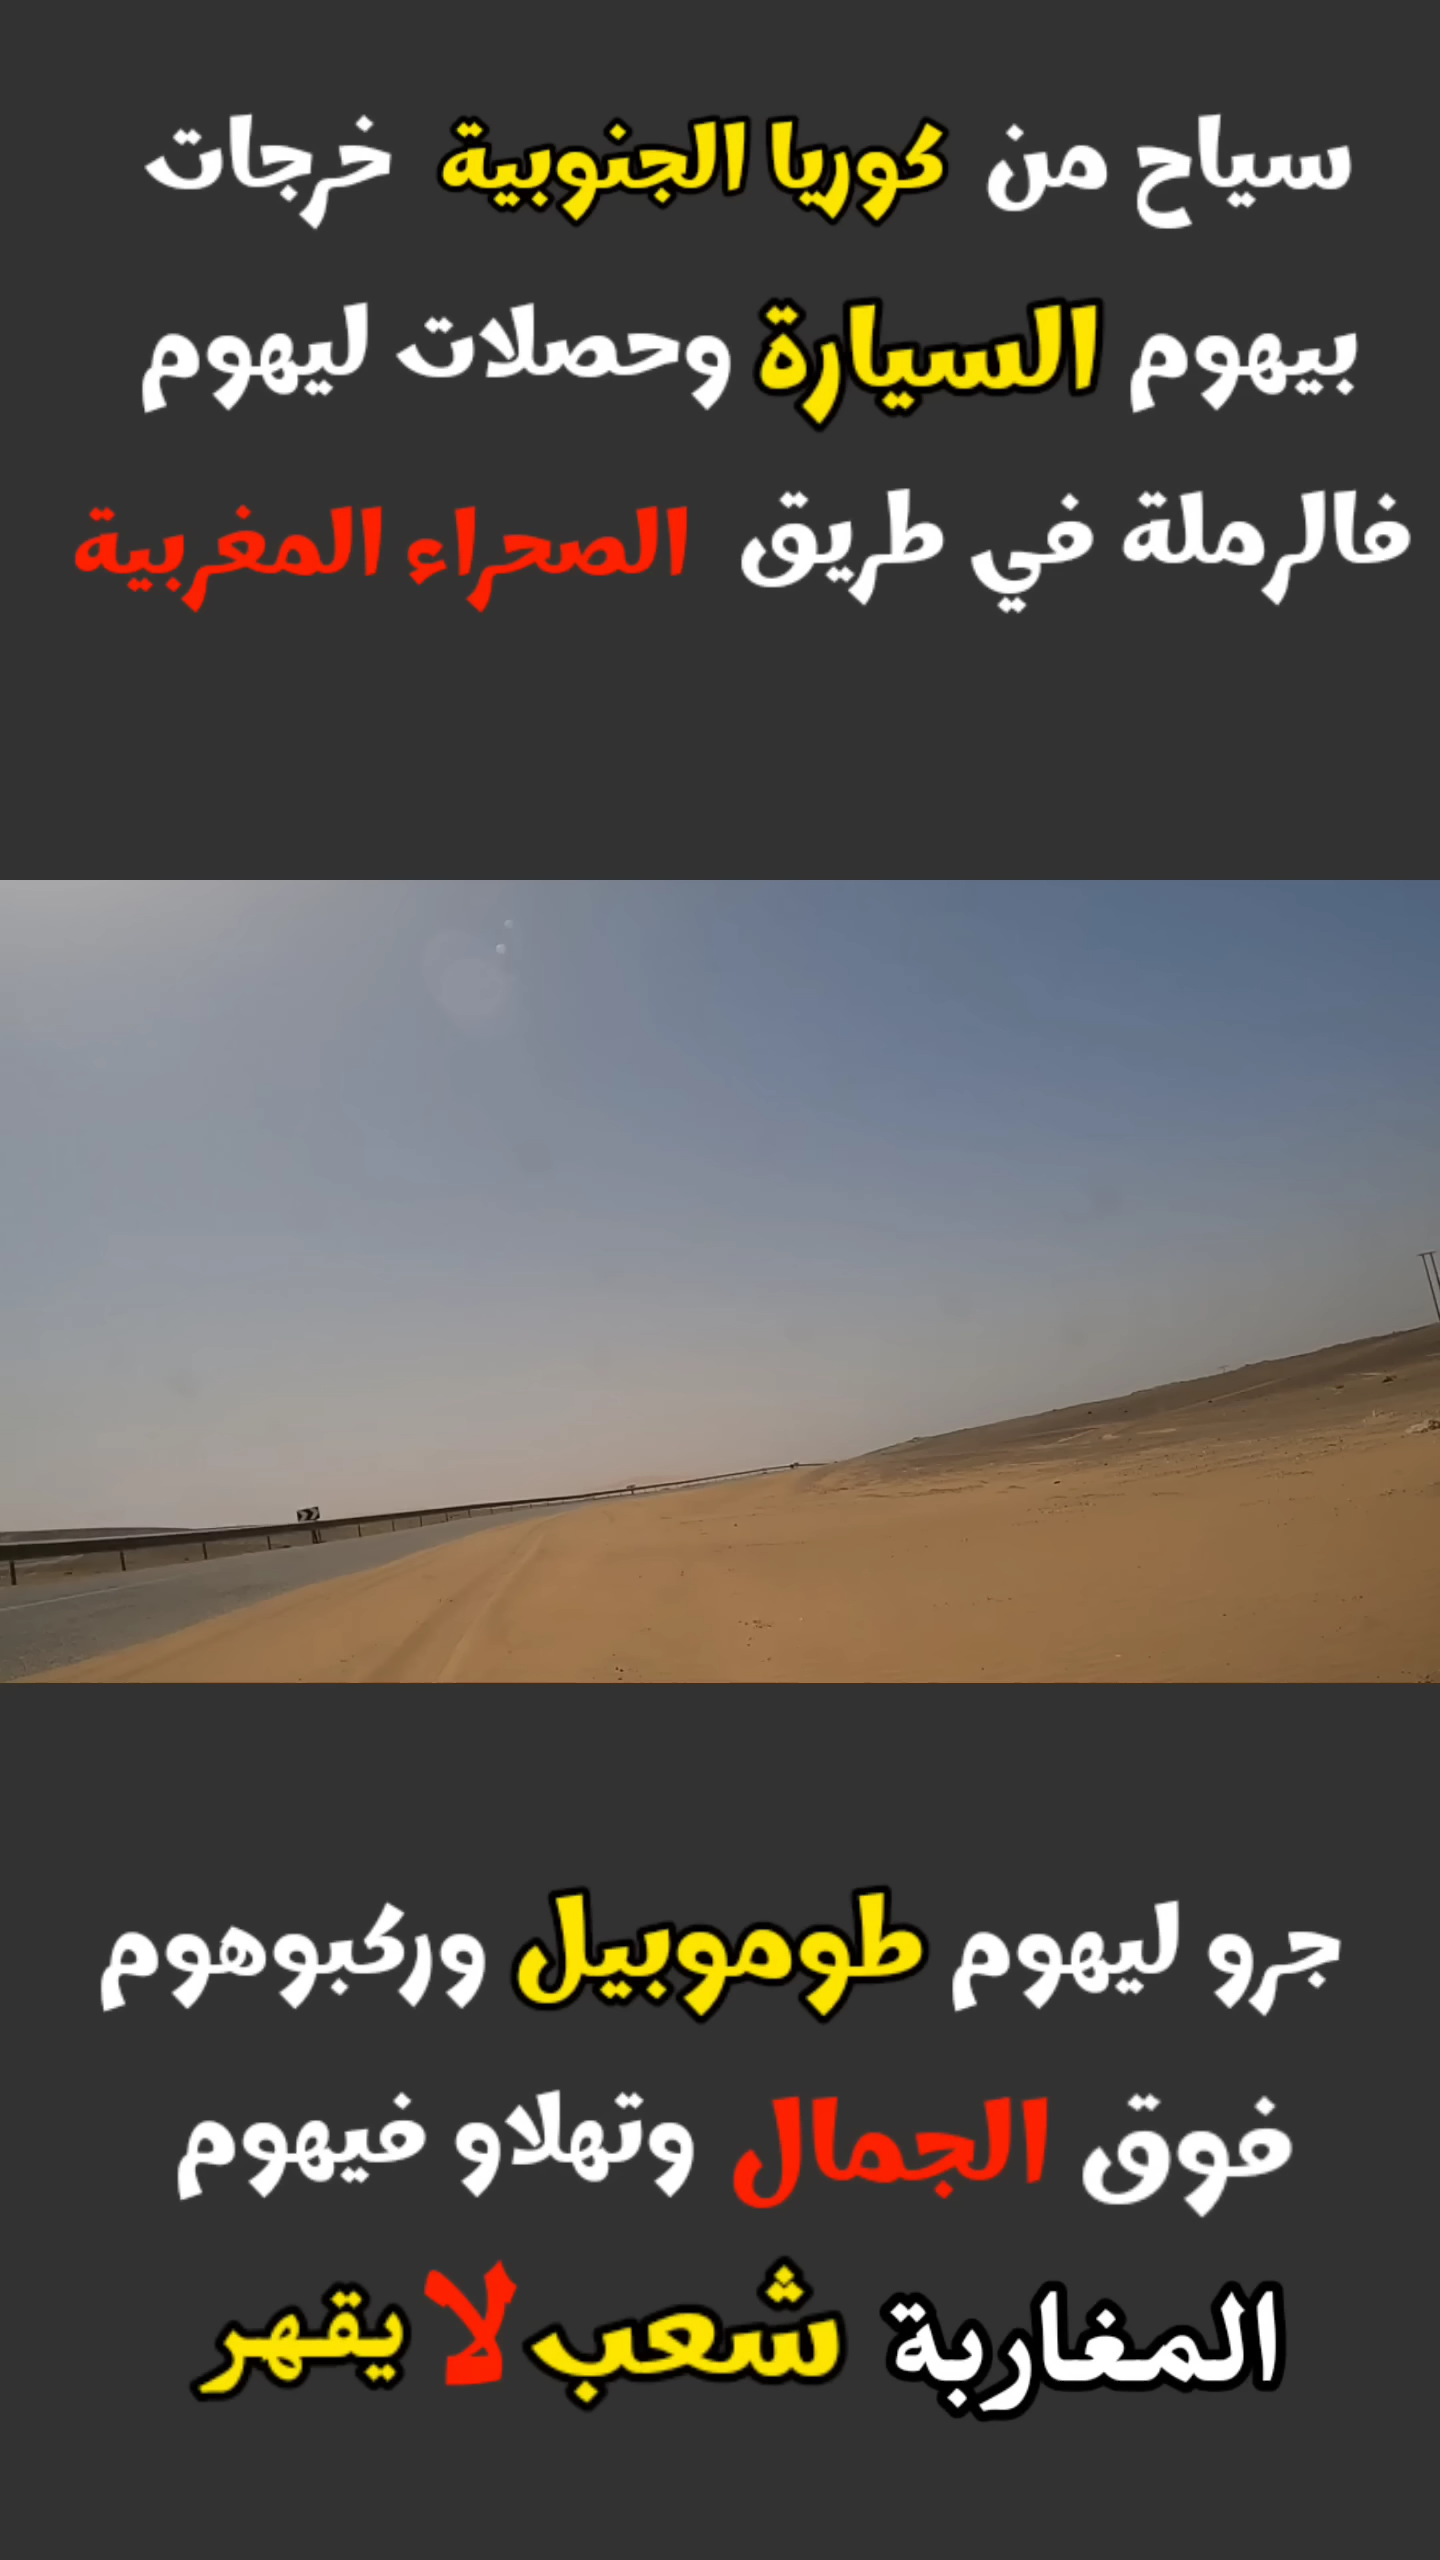 سياح من كوريا الجنوبية خرجات
بيهوم السيارة وحصلات ليهوم
فالرملة في طريق الصحراء المغربية
جرو ليهوم طوموبيل وركبوهوم
فوق الجمال وتهلاو فيهوم
المغاربة شعب لا يقهر